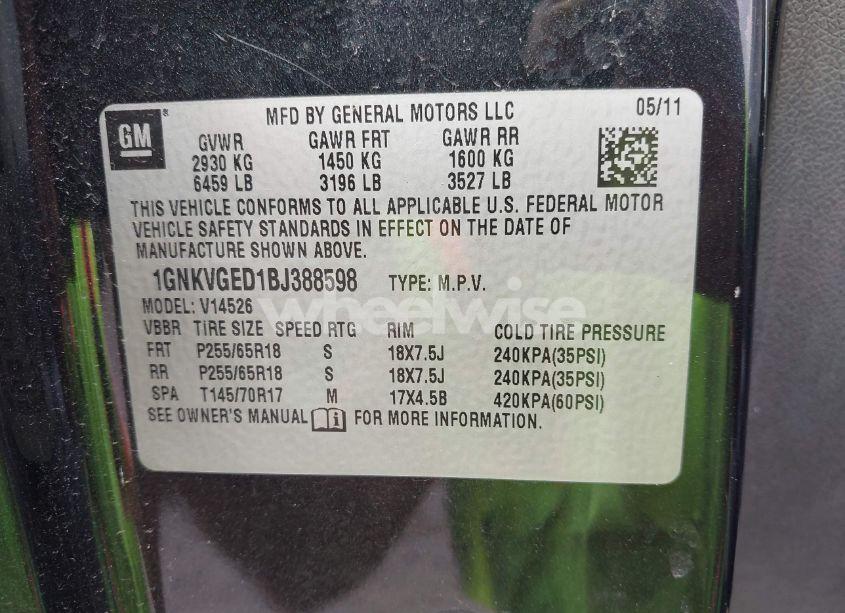 GM MFD BY GENERAL MOTORS LLC 05/11
GVWR GAWR FRT GAWR RR
2930 KG 1450 KG 1600 KG
6459 LB 3196 LB 3527 LB
THIS VEHICLE CONFORMS TO ALL APPLICABLE U.S. FEDERAL MOTOR
VEHICLE SAFETY STANDARDS IN EFFECT ON THE DATE OF
MANUFACTURE SHOWN ABOVE.
1GNKVGED1BJ388598 TYPE: M.P.V.
MODEL: V14526
wheelwise
VBBR TIRE SIZE SPEED RTG RIM COLD TIRE PRESSURE
FRT P255/65R18 S 18X7.5J 240KPA(35PSI)
RR P255/65R18 S 18X7.5J 240KPA(35PSI)
SPA T145/70R17 M 17X4.5B 420KPA(60PSI)
SEE OWNER'S MANUAL i FOR MORE INFORMATION.